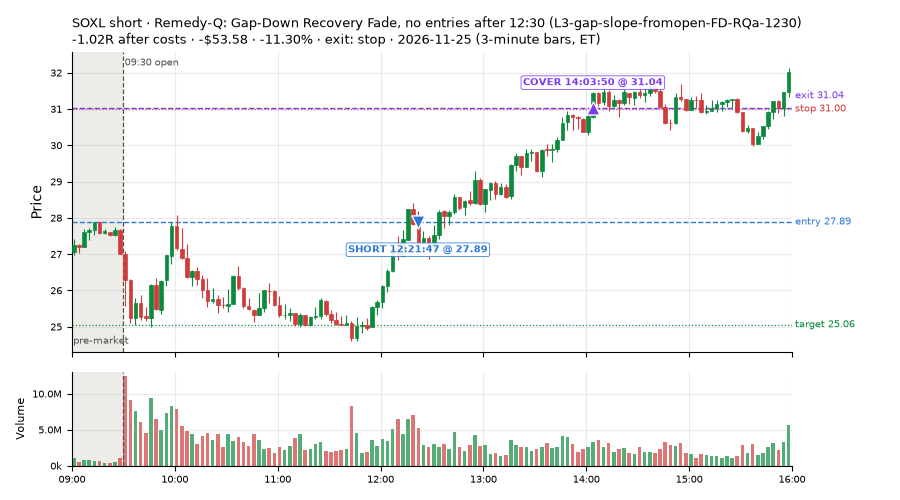 SOXL short · Remedy-Q: Gap-Down Recovery Fade, no entries after 12:30 (L3-gap-slope-fromopen-FD-RQa-1230)
-1.02R after costs · -$53.58 · -11.30% · exit: stop · 2026-11-25 (3-minute bars, ET)
09:30 open
COVER 14:03:50 @ 31.04
SHORT 12:21:47 @ 27.89
pre-market
exit 31.04
stop 31.00
entry 27.89
target 25.06
Price
32
31
30
29
28
27
26
25
Volume
10.0M
5.0M
0k
09:00
10:00
11:00
12:00
13:00
14:00
15:00
16:00